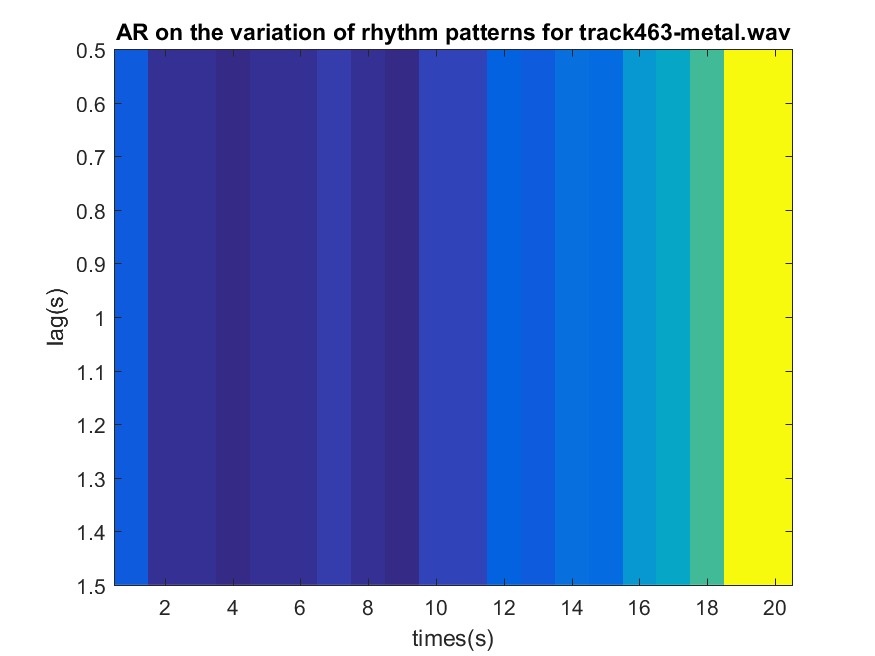 AR on the variation of rhythm patterns for track463-metal.wav
0.5
0.6
0.7
0.8
0.9
1
1.1
1.2
1.3
1.4
1.5
lag(s)
2 4 6 8 10 12 14 16 18 20
times(s)